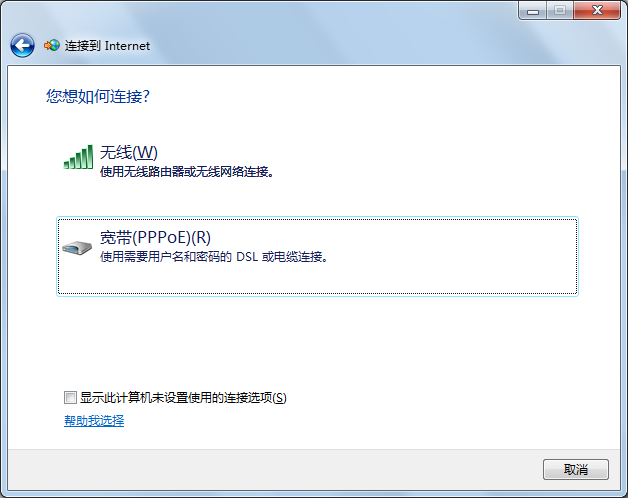 连接到 Internet
您想如何连接?
无线(W)
使用无线路由器或无线网络连接。
宽带(PPPoE)(R)
使用需要用户名和密码的 DSL 或电缆连接。
显示此计算机未设置使用的连接选项(S)
帮助我选择
取消